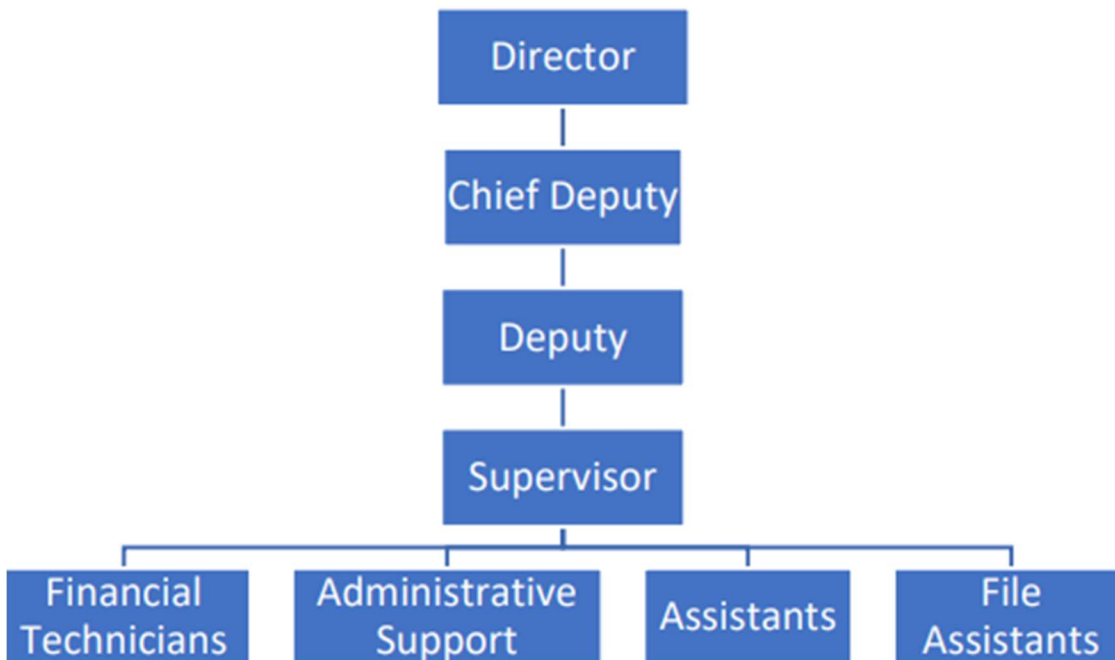 Director
Chief Deputy
Deputy
Supervisor
Financial
Technicians
Administrative
Support
Assistants
File
Assistants